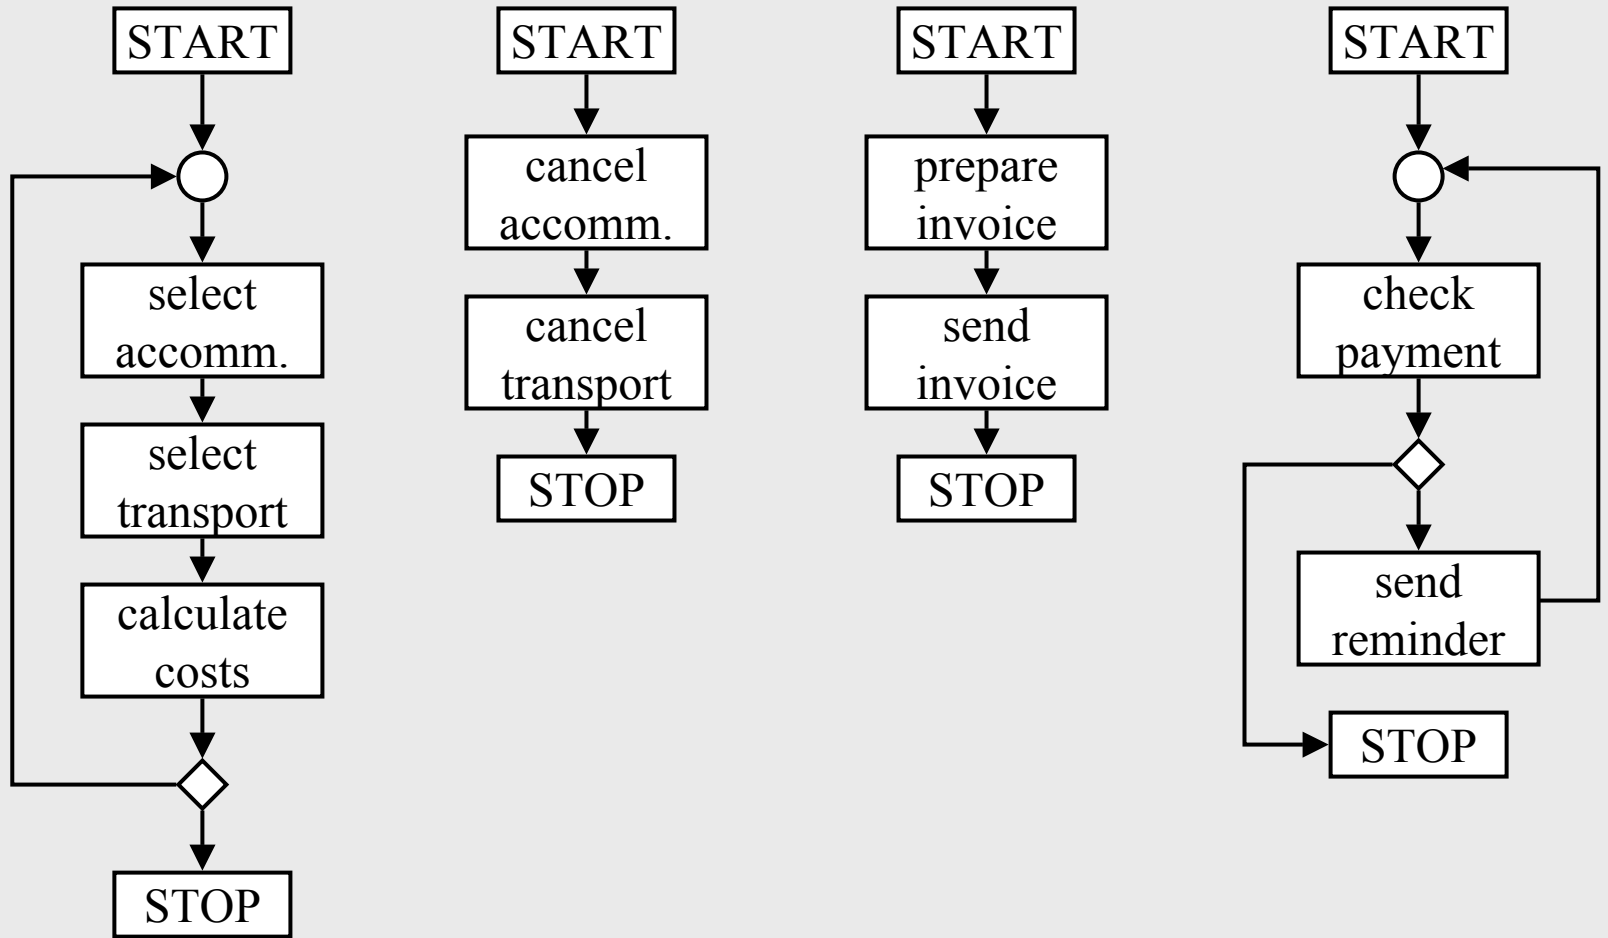 START
select
accomm.
select
transport
calculate
costs
STOP
START
cancel
accomm.
cancel
transport
STOP
START
prepare
invoice
send
invoice
STOP
START
check
payment
send
reminder
STOP